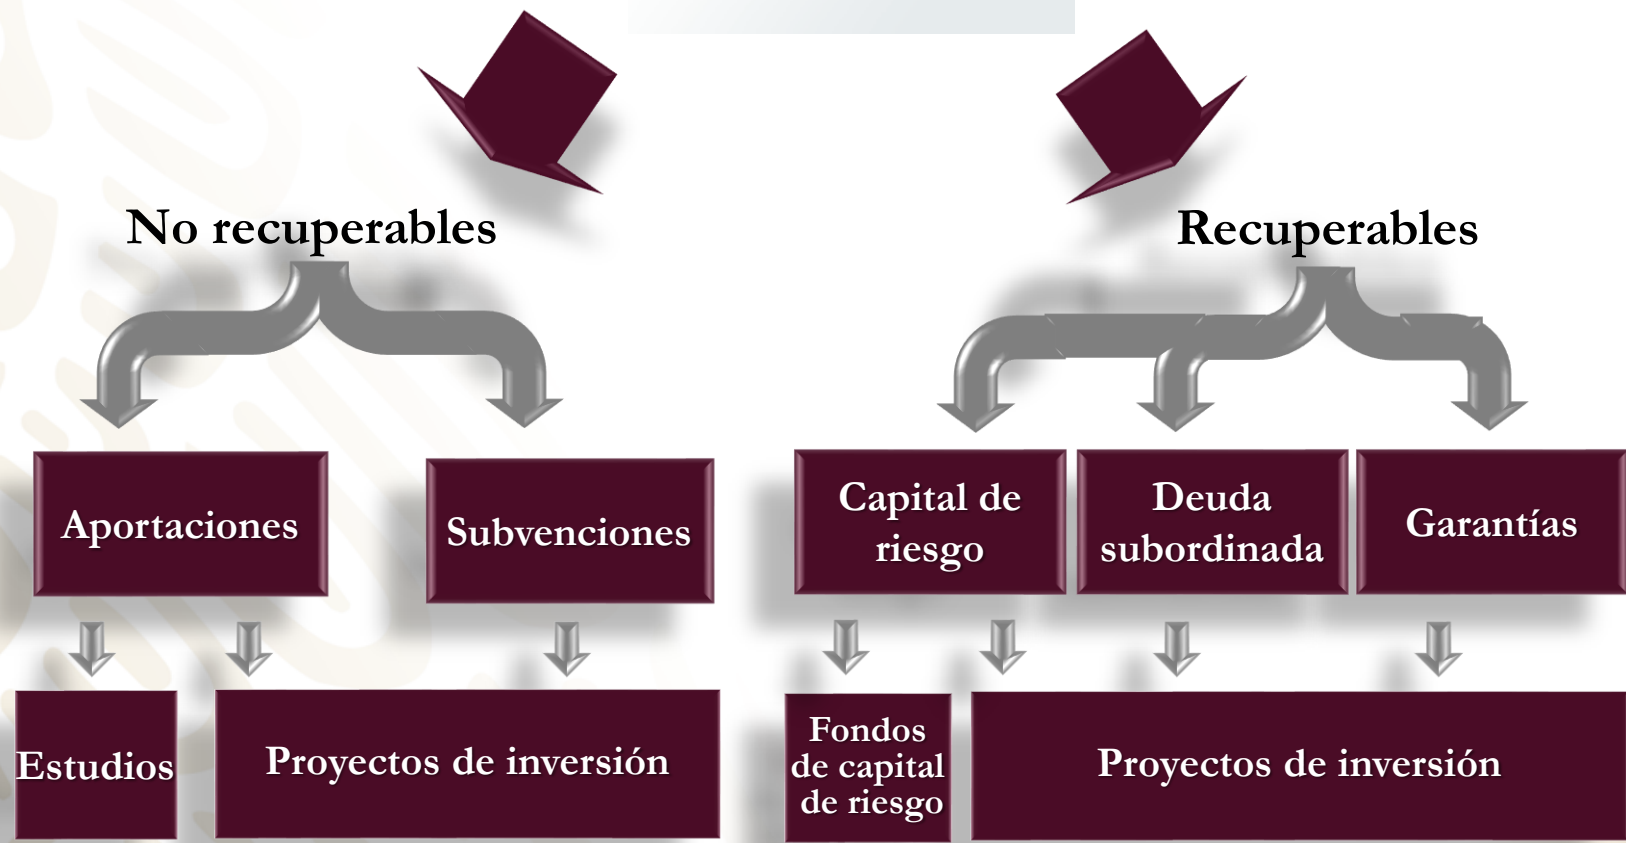 No recuperables
Recuperables
Aportaciones
Subvenciones
Capital de
riesgo
Deuda
subordinada
Garantías
Estudios
Proyectos de inversión
Fondos
de capital
de riesgo
Proyectos de inversión